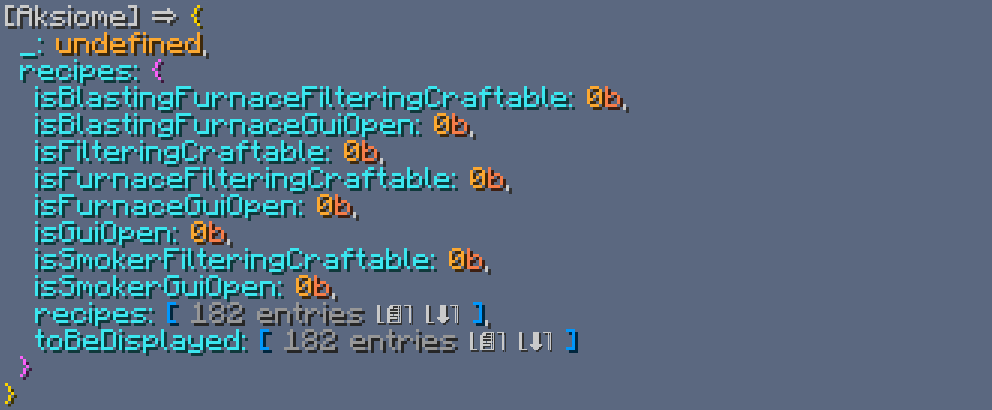 [Aksiome] ⇒ {
_: undefined,
recipes: {
isBlastingFurnaceFilteringCraftable: 0b,
isBlastingFurnaceGuiOpen: 0b,
isFilteringCraftable: 0b,
isFurnaceFilteringCraftable: 0b,
isFurnaceGuiOpen: 0b,
isGuiOpen: 0b,
isSmokerFilteringCraftable: 0b,
isSmokerGuiOpen: 0b,
recipes: [ 182 entries ],
toBeDisplayed: [ 182 entries ]
}
}